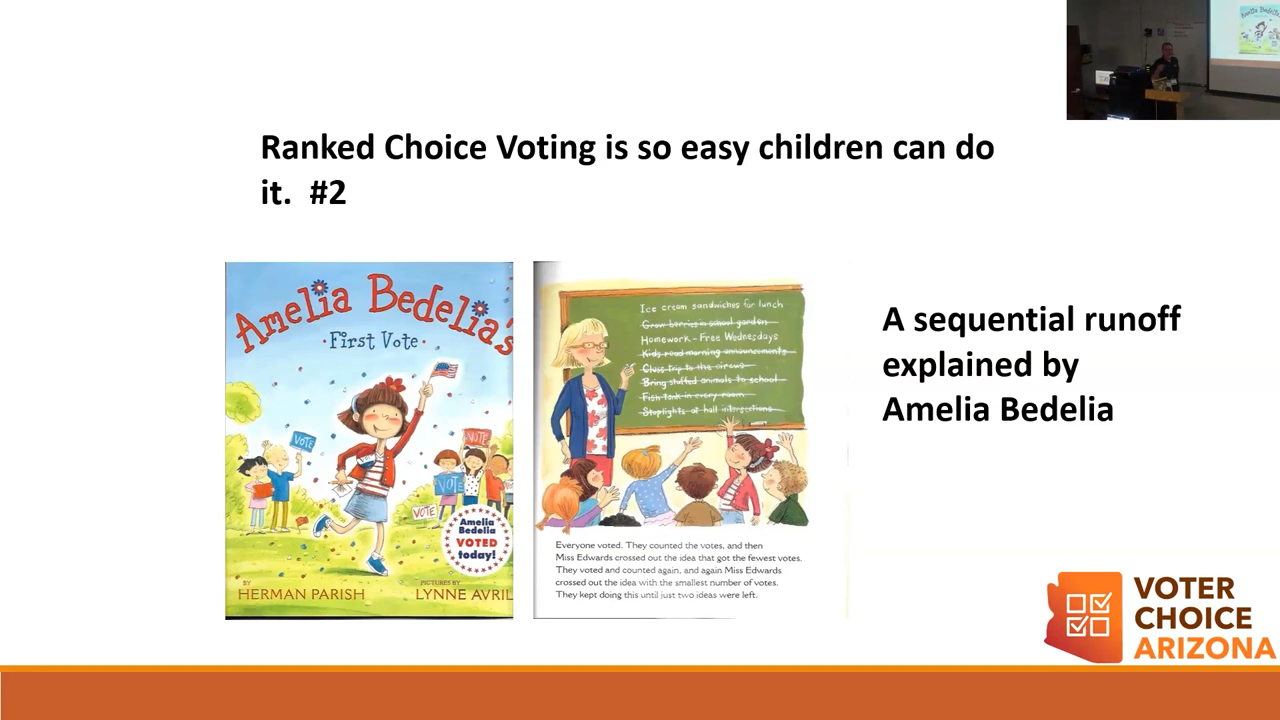 Ranked Choice Voting is so easy children can do
it. #2
Amelia Bedelia's
·First Vote·
VOTE
VOTE
VOTE
VOTE
Amelia
Bedelia
VOTED
today!
BY
HERMAN PARISH
PICTURES BY
LYNNE AVRIL
Ice cream sandwiches for lunch
Grow berries in school garden
Homework-Free Wednesdays
Kids read morning announcements
Class trip to the circus
Bring stuffed animals to school
Fish tank in every room
Stoplights at hall intersections
Everyone voted. They counted the votes, and then
Miss Edwards crossed out the idea that got the fewest votes.
They voted and counted again, and again Miss Edwards
crossed out the idea with the smallest number of votes.
They kept doing this until just two ideas were left.
A sequential runoff
explained by
Amelia Bedelia
VOTER
CHOICE
ARIZONA
Amelia Bedelia